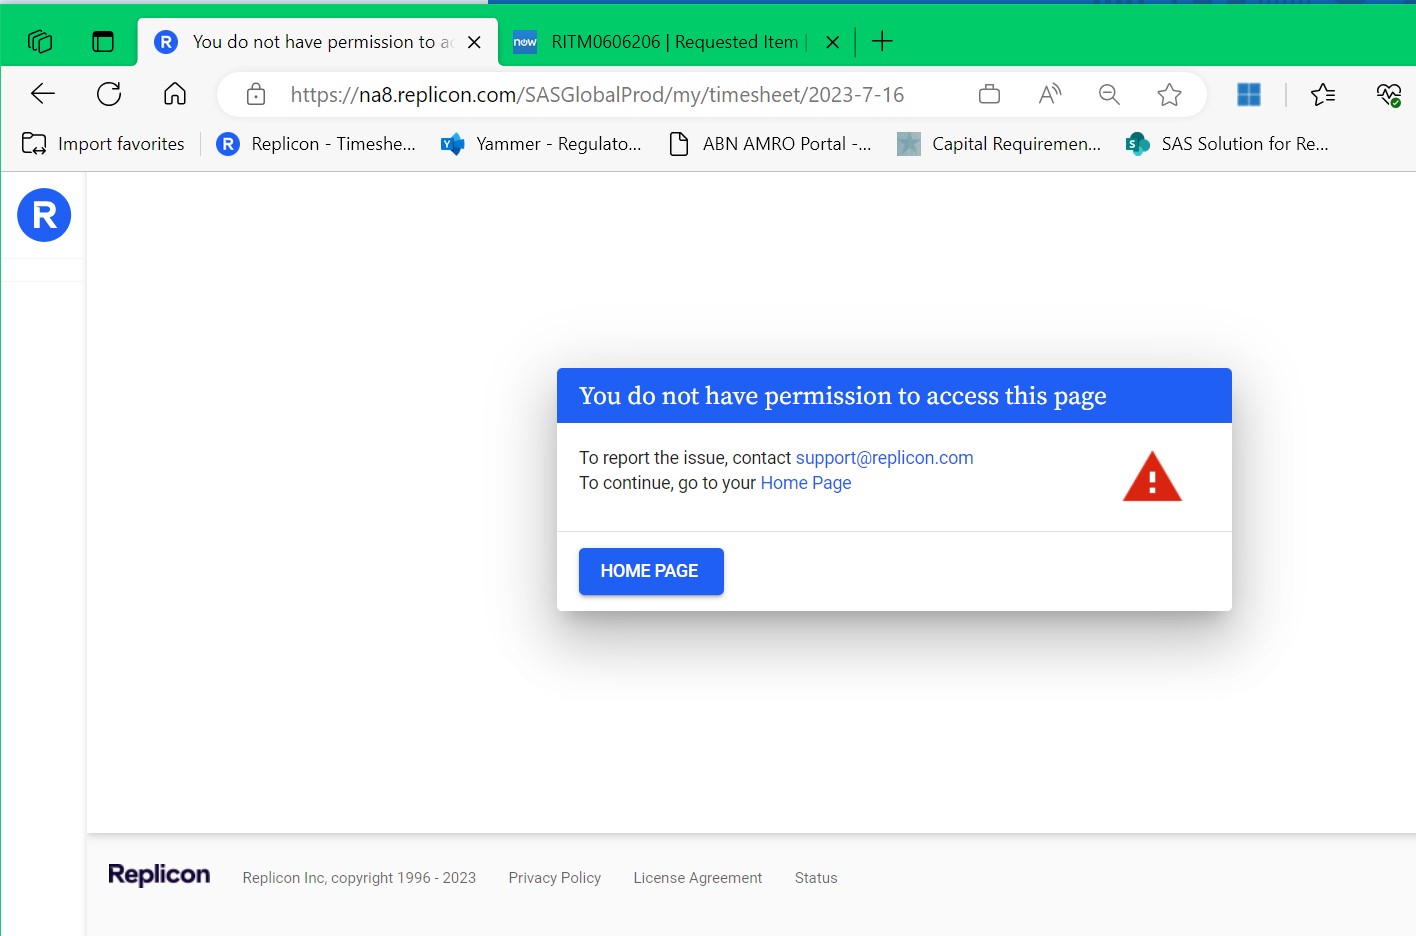 You do not have permission to a
now
RITM0606206 | Requested Item |
https://na8.replicon.com/SASGlobalProd/my/timesheet/2023-7-16
Import favorites
R
Replicon - Timeshe...
Yammer - Regulato...
ABN AMRO Portal -...
Capital Requiremen...
SAS Solution for Re...
R
You do not have permission to access this page
To report the issue, contact support@replicon.com
To continue, go to your Home Page
HOME PAGE
Replicon
Replicon Inc, copyright 1996 - 2023
Privacy Policy
License Agreement
Status